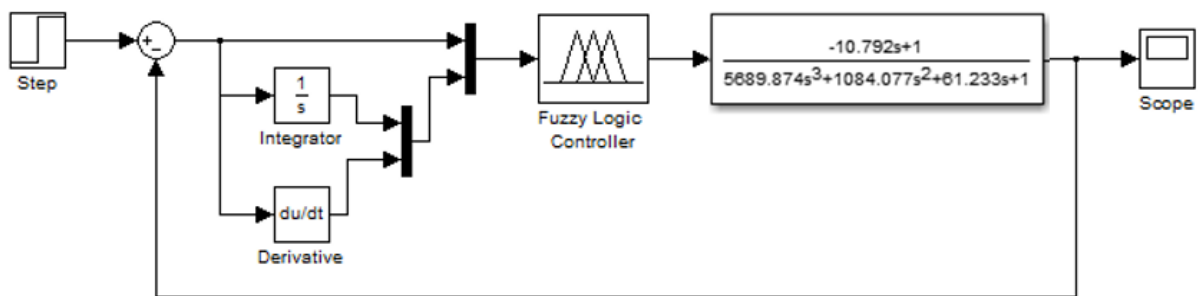 Step
+
−
1
s
Integrator
du/dt
Derivative
Fuzzy Logic
Controller
-10.792s+1
5689.874s³+1084.077s²+61.233s+1
Scope